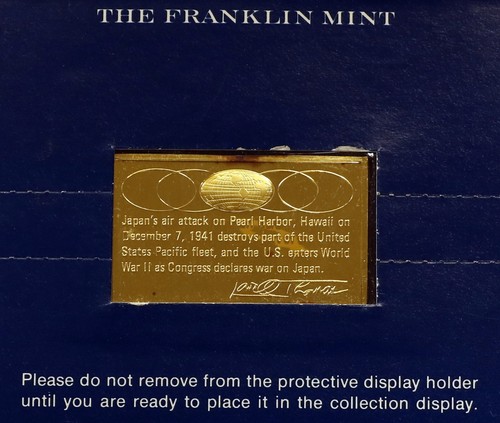 THE FRANKLIN MINT
Japan's air attack on Pearl Harbor, Hawaii on
December 7, 1941 destroys part of the United
States Pacific fleet, and the U.S. enters World
War II as Congress declares war on Japan.
Please do not remove from the protective display holder
until you are ready to place it in the collection display.